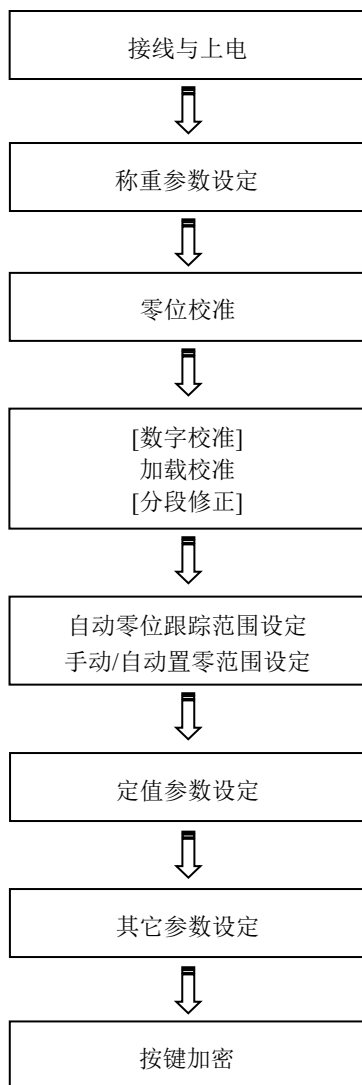 接线与上电
称重参数设定
零位校准
[数字校准]
加载校准
[分段修正]
自动零位跟踪范围设定
手动/自动置零范围设定
定值参数设定
其它参数设定
按键加密